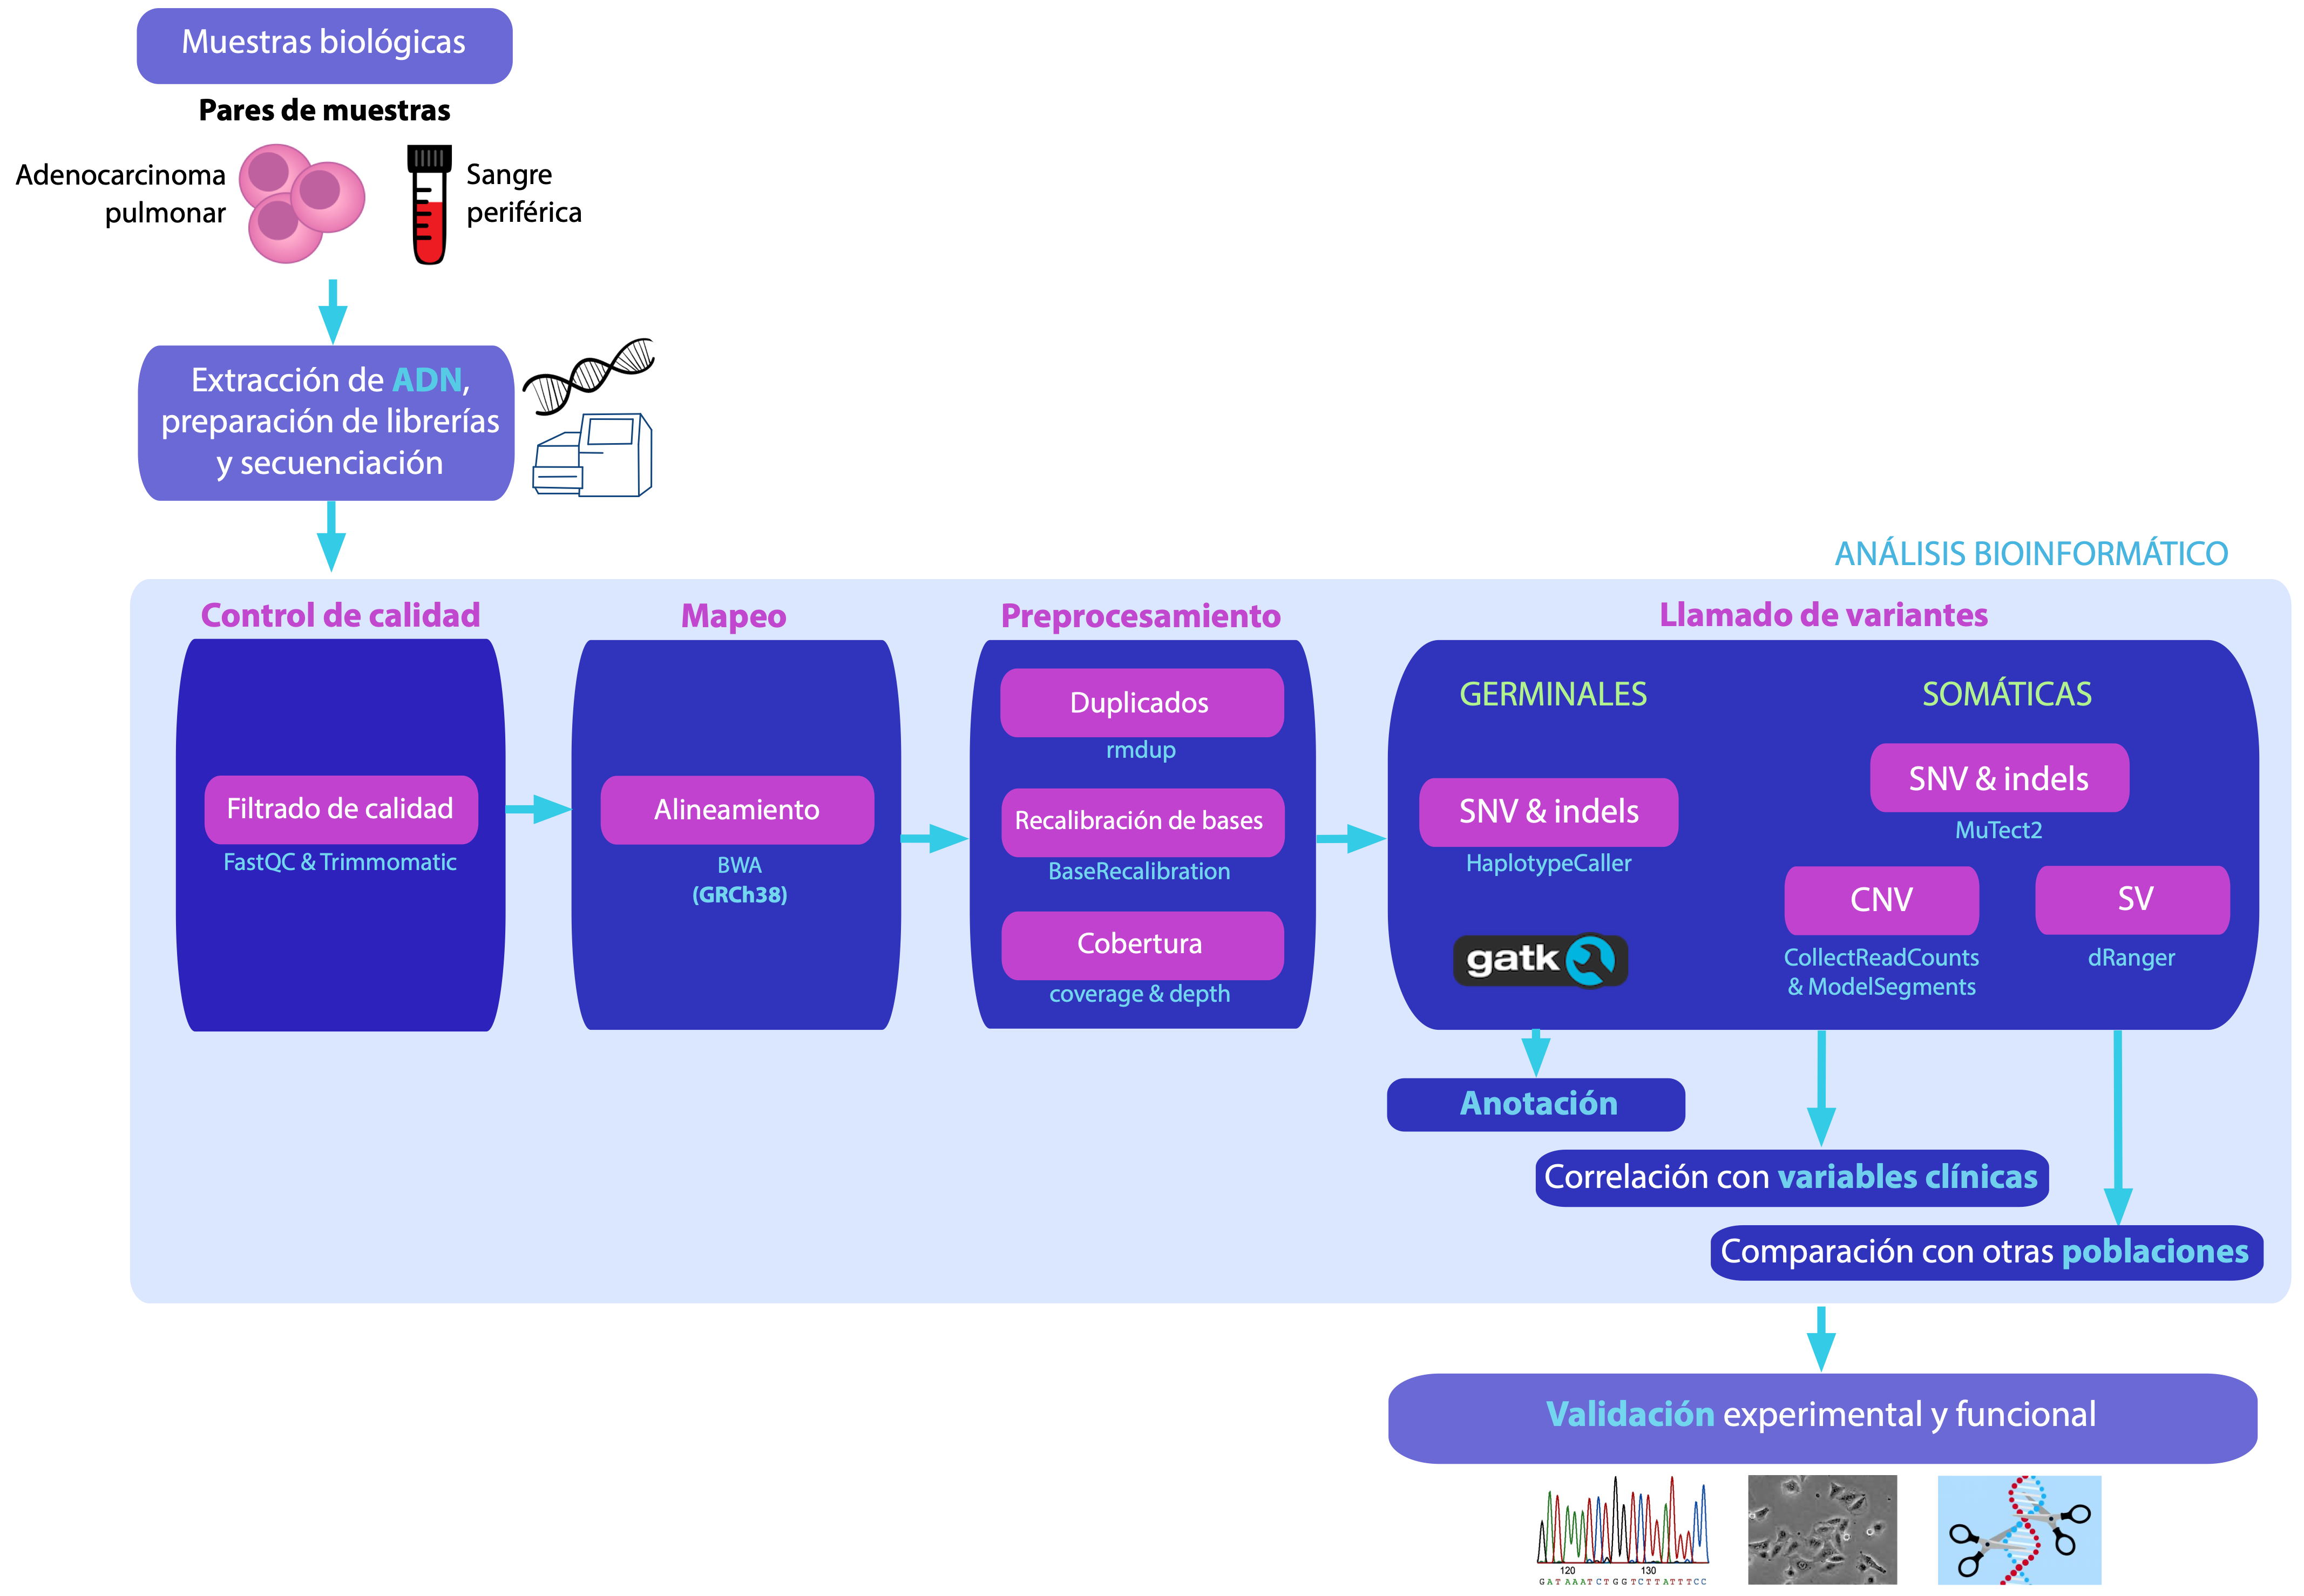 Muestras biológicas
Pares de muestras
Adenocarcinoma
pulmonar
Sangre
periférica
Extracción de ADN,
preparación de librerías
y secuenciación
ANÁLISIS BIOINFORMÁTICO
Control de calidad
Filtrado de calidad
FastQC & Trimmomatic
Mapeo
Alineamiento
BWA
(GRCh38)
Preprocesamiento
Duplicados
rmdup
Recalibración de bases
BaseRecalibration
Cobertura
coverage & depth
Llamado de variantes
GERMINALES
SNV & indels
HaplotypeCaller
gatk
SOMÁTICAS
SNV & indels
MuTect2
CNV
CollectReadCounts
& ModelSegments
SV
dRanger
Anotación
Correlación con variables clínicas
Comparación con otras poblaciones
Validación experimental y funcional
120 130
G A T A A A T C T G G T C T T A T T T C C